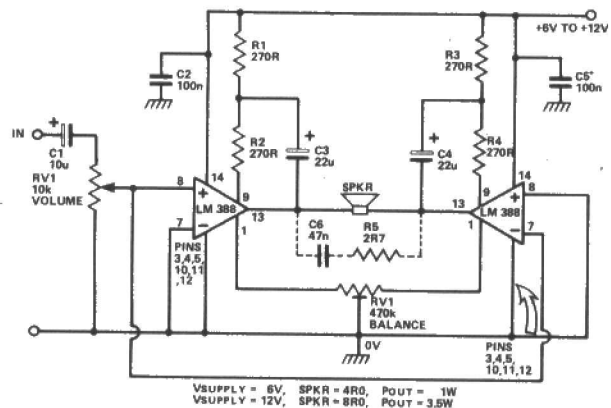 +6V TO +12V
R1
270R
R3
270R
C2
100n
C5*
100n
IN
+
C1
10u
RV1
10k
VOLUME
R2
270R
+
C3
22u
+
C4
22u
R4
270R
14
8
+
9
LM 388
13
7
−
1
SPKR
13
9
14
+
8
LM 388
−
7
1
C6
47n
R5
2R7
PINS
3,4,5,
10,11
,12
RV1
470k
BALANCE
0V
PINS
3,4,5,
10,11,12
VSUPPLY = 6V, SPKR = 4R0, POUT = 1W
VSUPPLY = 12V, SPKR = 8R0, POUT = 3.5W